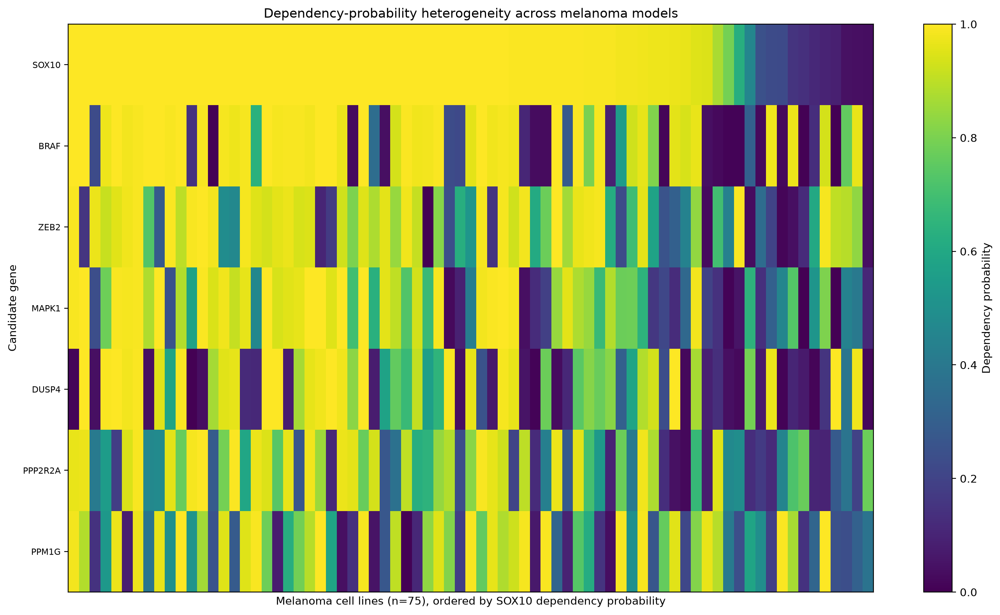 Dependency-probability heterogeneity across melanoma models
Candidate gene
SOX10
BRAF
ZEB2
MAPK1
DUSP4
PPP2R2A
PPM1G
Melanoma cell lines (n=75), ordered by SOX10 dependency probability
1.0
0.8
0.6
0.4
0.2
0.0
Dependency probability